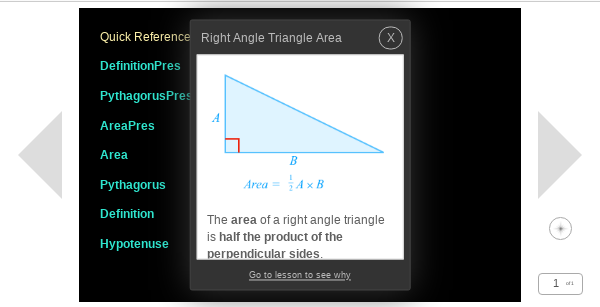 Quick Reference
DefinitionPres
PythagorusPres
AreaPres
Area
Pythagorus
Definition
Hypotenuse
Right Angle Triangle Area
X
A
B
Area = 1/2 A × B
The area of a right angle triangle
is half the product of the
perpendicular sides.
Go to lesson to see why
1 of 1